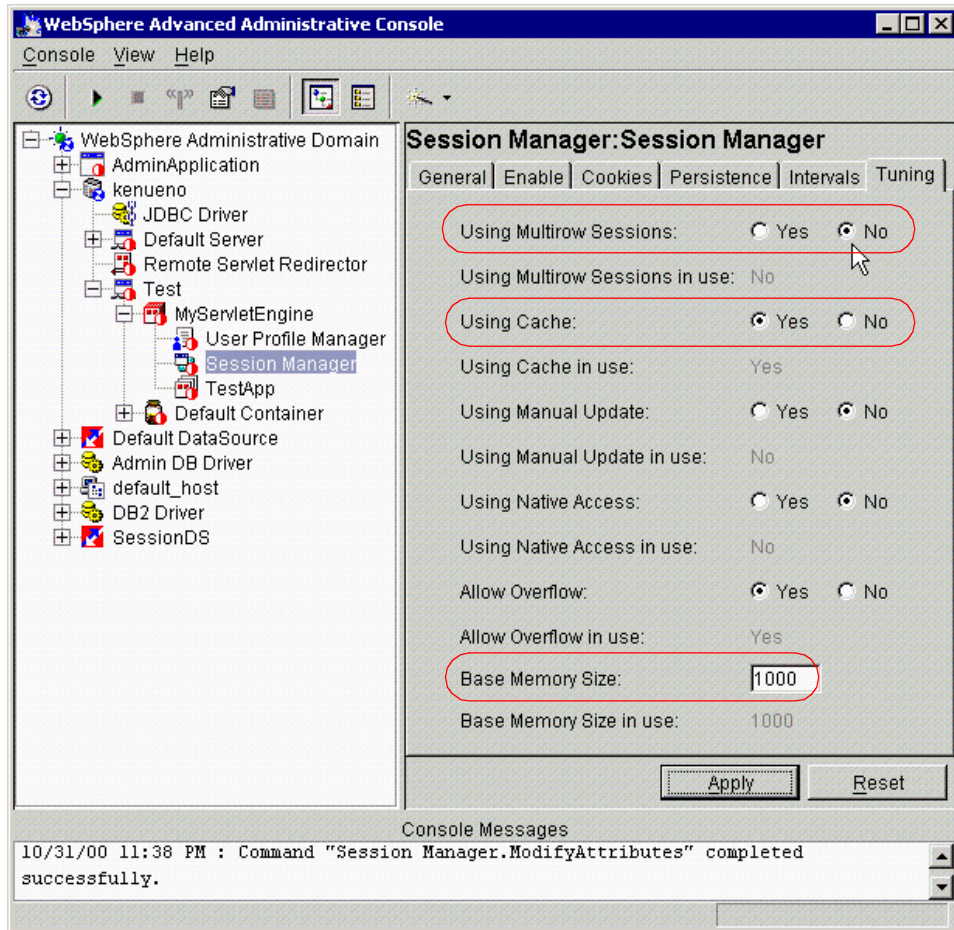 WebSphere Advanced Administrative Console
Console View Help
WebSphere Administrative Domain
AdminApplication
kenueno
JDBC Driver
Default Server
Remote Servlet Redirector
Test
MyServletEngine
User Profile Manager
Session Manager
TestApp
Default Container
Default DataSource
Admin DB Driver
default_host
DB2 Driver
SessionDS
Session Manager:Session Manager
General Enable Cookies Persistence Intervals Tuning
Using Multirow Sessions: Yes No
Using Multirow Sessions in use: No
Using Cache: Yes No
Using Cache in use: Yes
Using Manual Update: Yes No
Using Manual Update in use: No
Using Native Access: Yes No
Using Native Access in use: No
Allow Overflow: Yes No
Allow Overflow in use: Yes
Base Memory Size: 1000
Base Memory Size in use: 1000
Apply Reset
Console Messages
10/31/00 11:38 PM : Command "Session Manager.ModifyAttributes" completed
successfully.